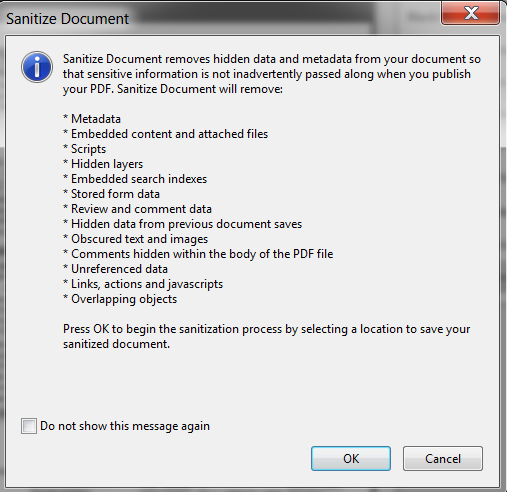 Sanitize Document
Sanitize Document removes hidden data and metadata from your document so
that sensitive information is not inadvertently passed along when you publish
your PDF. Sanitize Document will remove:
* Metadata
* Embedded content and attached files
* Scripts
* Hidden layers
* Embedded search indexes
* Stored form data
* Review and comment data
* Hidden data from previous document saves
* Obscured text and images
* Comments hidden within the body of the PDF file
* Unreferenced data
* Links, actions and javascripts
* Overlapping objects
Press OK to begin the sanitization process by selecting a location to save your
sanitized document.
Do not show this message again
OK
Cancel